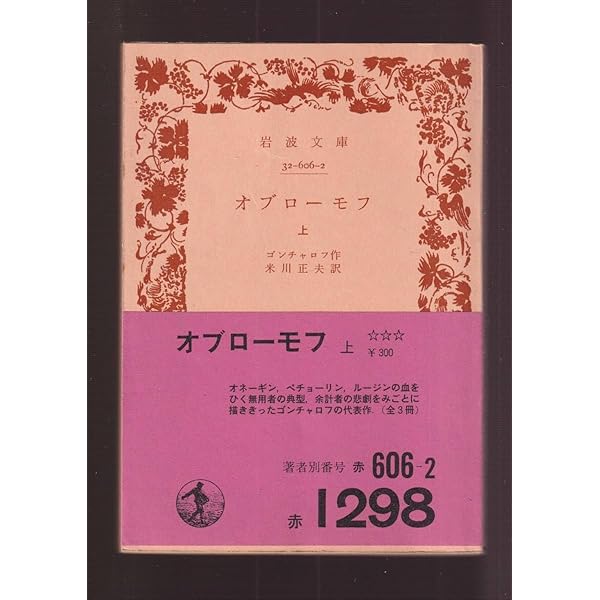 岩波文庫
32-606-2
オブローモフ
上
ゴンチャロフ作
米川正夫訳
オブローモフ 上 ☆☆☆
¥300
オネーギン, ペチョーリン, ルージンの血を
ひく無用者の典型, 余計者の悲劇をみごとに
描ききったゴンチャロフの代表作. (全3冊)
著者別番号 赤 606-2
赤 1298